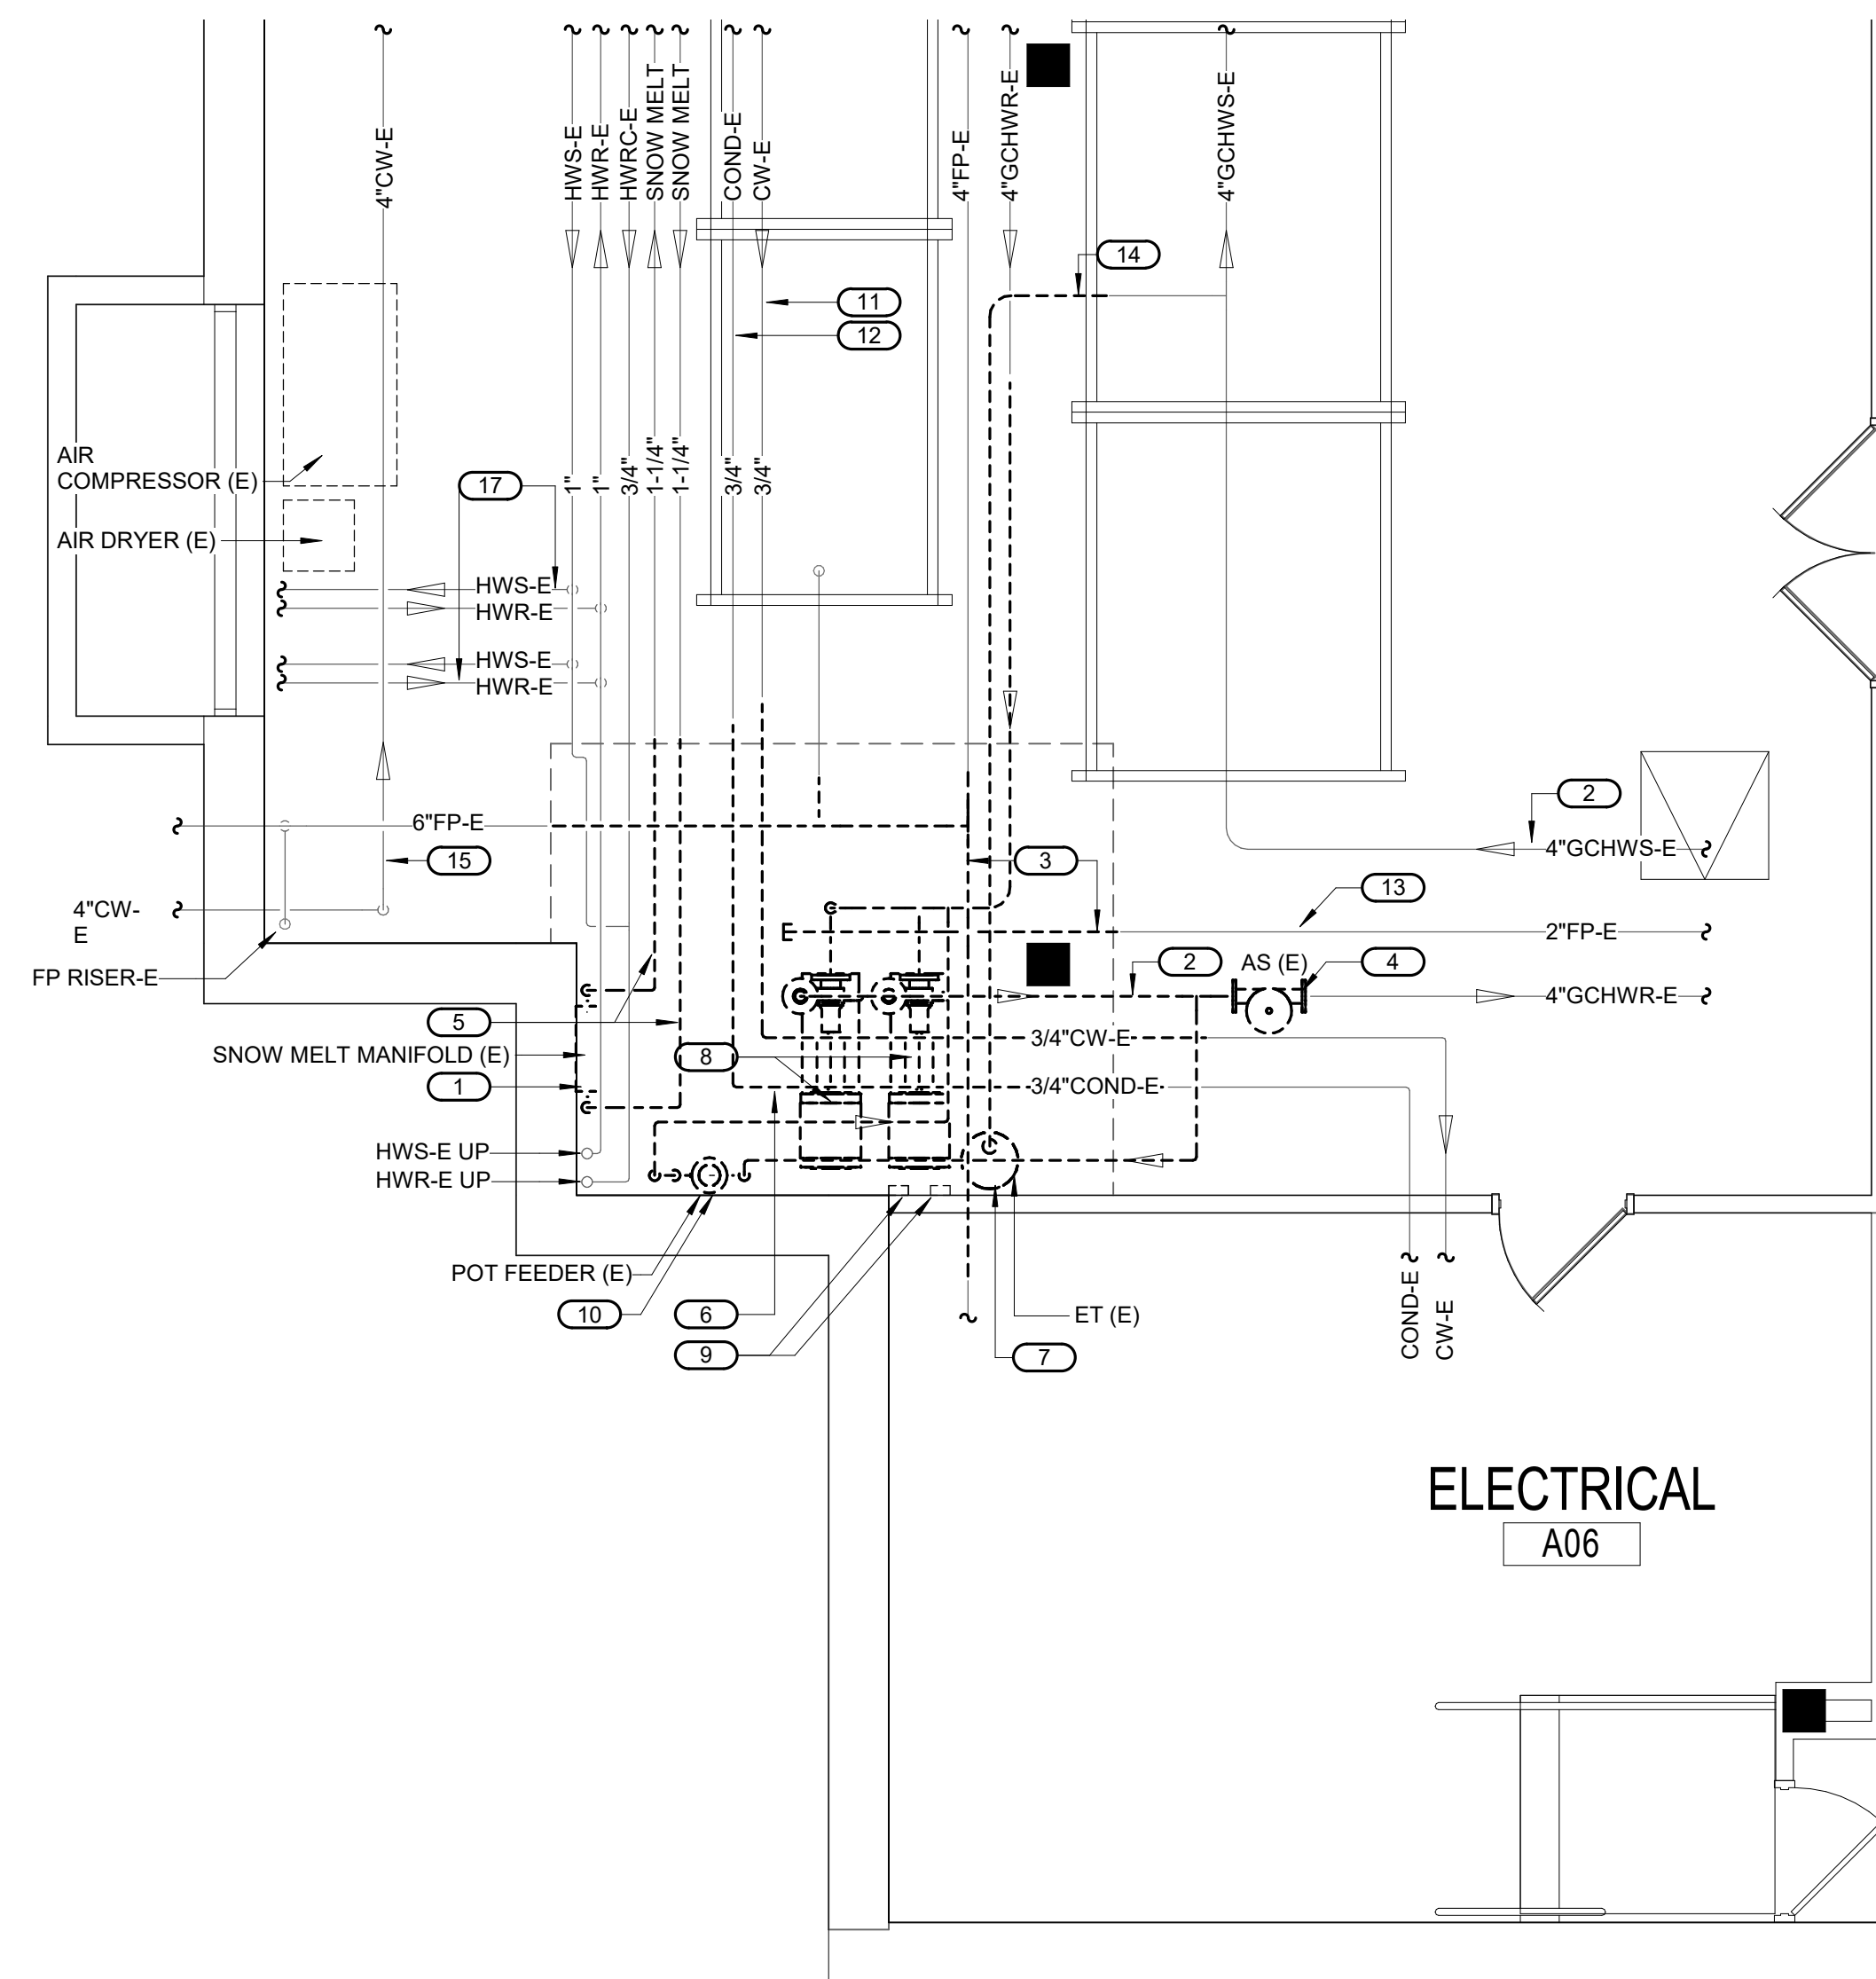 4"CW-E
HWS-E
HWR-E
HWRC-E
SNOW MELT
SNOW MELT
COND-E
CW-E
4"FP-E
4"GCHWR-E
4"GCHWS-E
14
11
12
AIR
COMPRESSOR (E)
17
1"
1"
3/4"
1-1/4"
1-1/4"
3/4"
3/4"
AIR DRYER (E)
HWS-E
HWR-E
HWS-E
HWR-E
2
6"FP-E
15
3
4"GCHWS-E
13
4"CW-
E
2"FP-E
FP RISER-E
2
AS (E)
4
4"GCHWR-E
5
3/4"CW-E
SNOW MELT MANIFOLD (E)
8
1
3/4"COND-E
HWS-E UP
HWR-E UP
POT FEEDER (E)
10
6
ET (E)
9
7
COND-E
CW-E
ELECTRICAL
A06